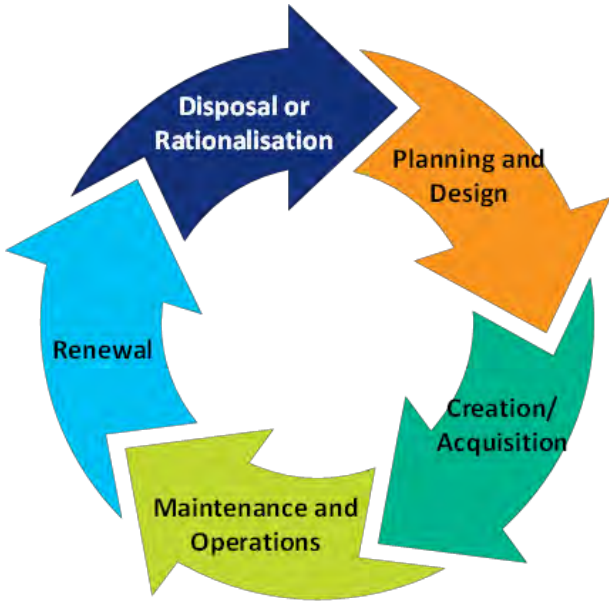 Disposal or
Rationalisation
Planning and
Design
Creation/
Acquisition
Maintenance and
Operations
Renewal